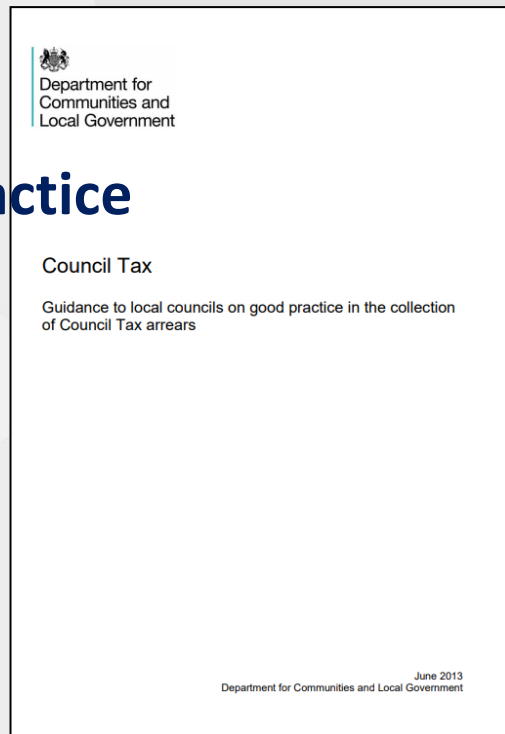 Department for
Communities and
Local Government
actice
Council Tax
Guidance to local councils on good practice in the collection
of Council Tax arrears
June 2013
Department for Communities and Local Government